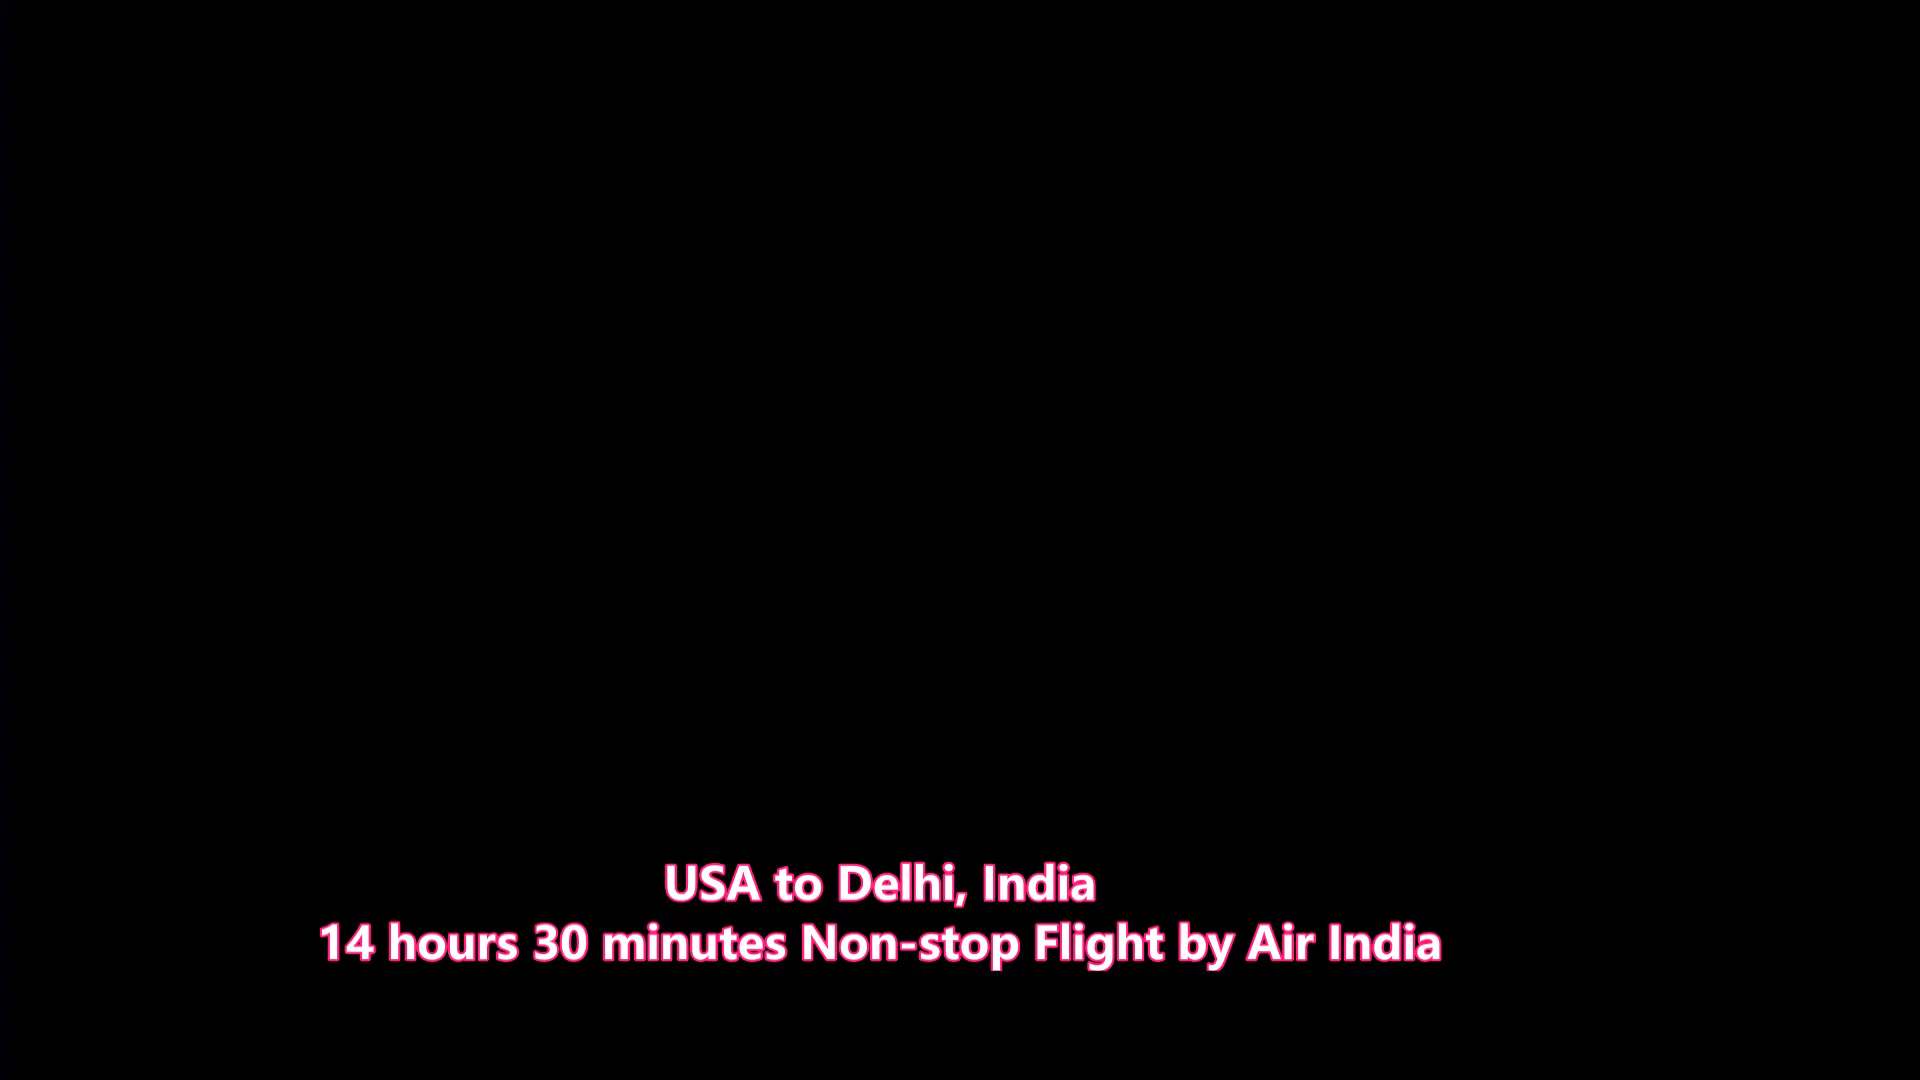 USA to Delhi, India
14 hours 30 minutes Non-stop Flight by Air India